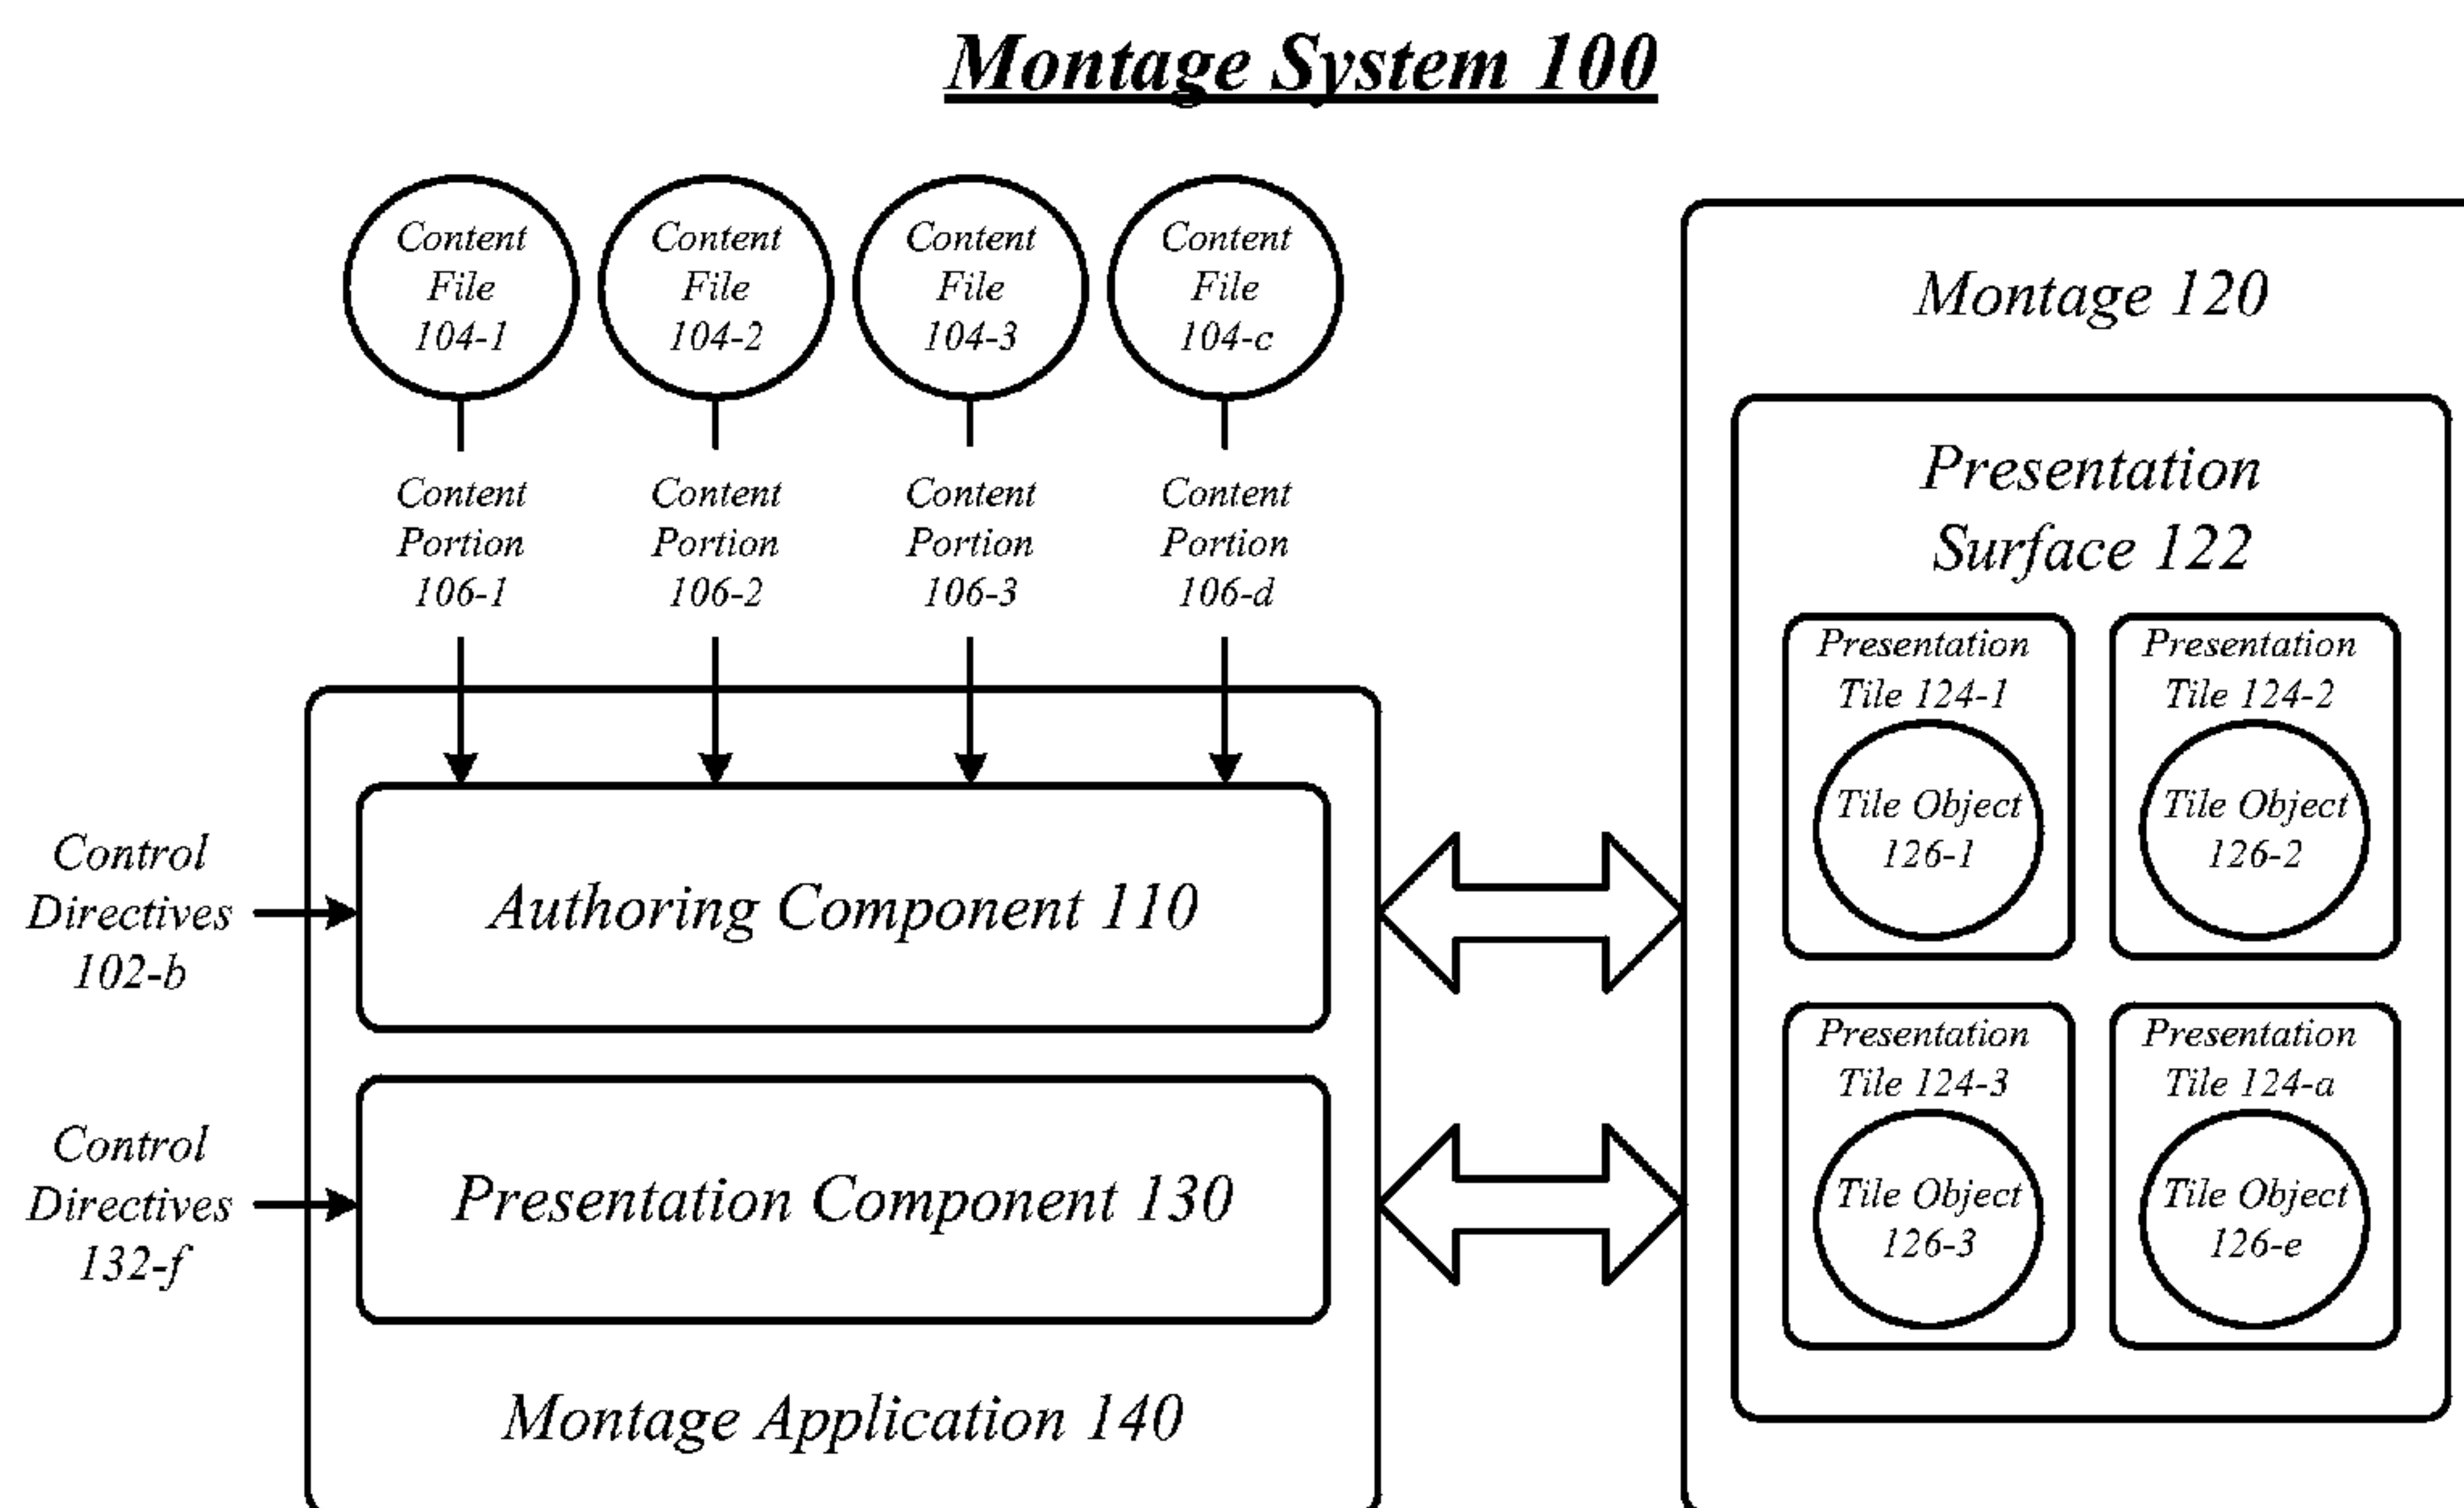 Montage System 100
Content
File
104-1
Content
File
104-2
Content
File
104-3
Content
File
104-c
Content
Portion
106-1
Content
Portion
106-2
Content
Portion
106-3
Content
Portion
106-d
Control
Directives
102-b
Authoring Component 110
Control
Directives
132-f
Presentation Component 130
Montage Application 140
Montage 120
Presentation
Surface 122
Presentation
Tile 124-1
Tile Object
126-1
Presentation
Tile 124-2
Tile Object
126-2
Presentation
Tile 124-3
Tile Object
126-3
Presentation
Tile 124-a
Tile Object
126-e